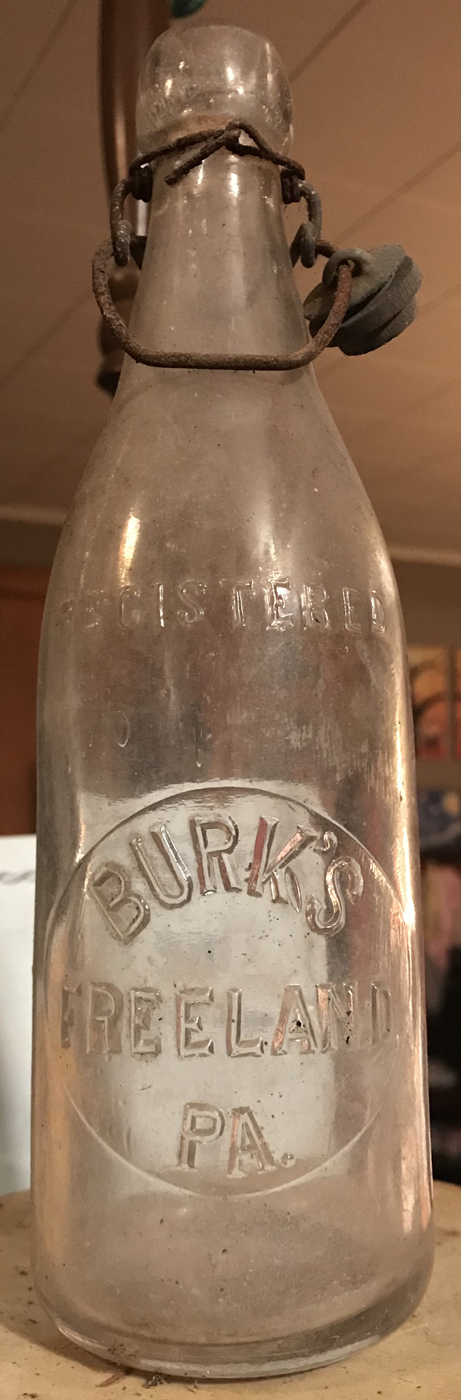 REGISTERED
BURK'S
FREELAND
PA.